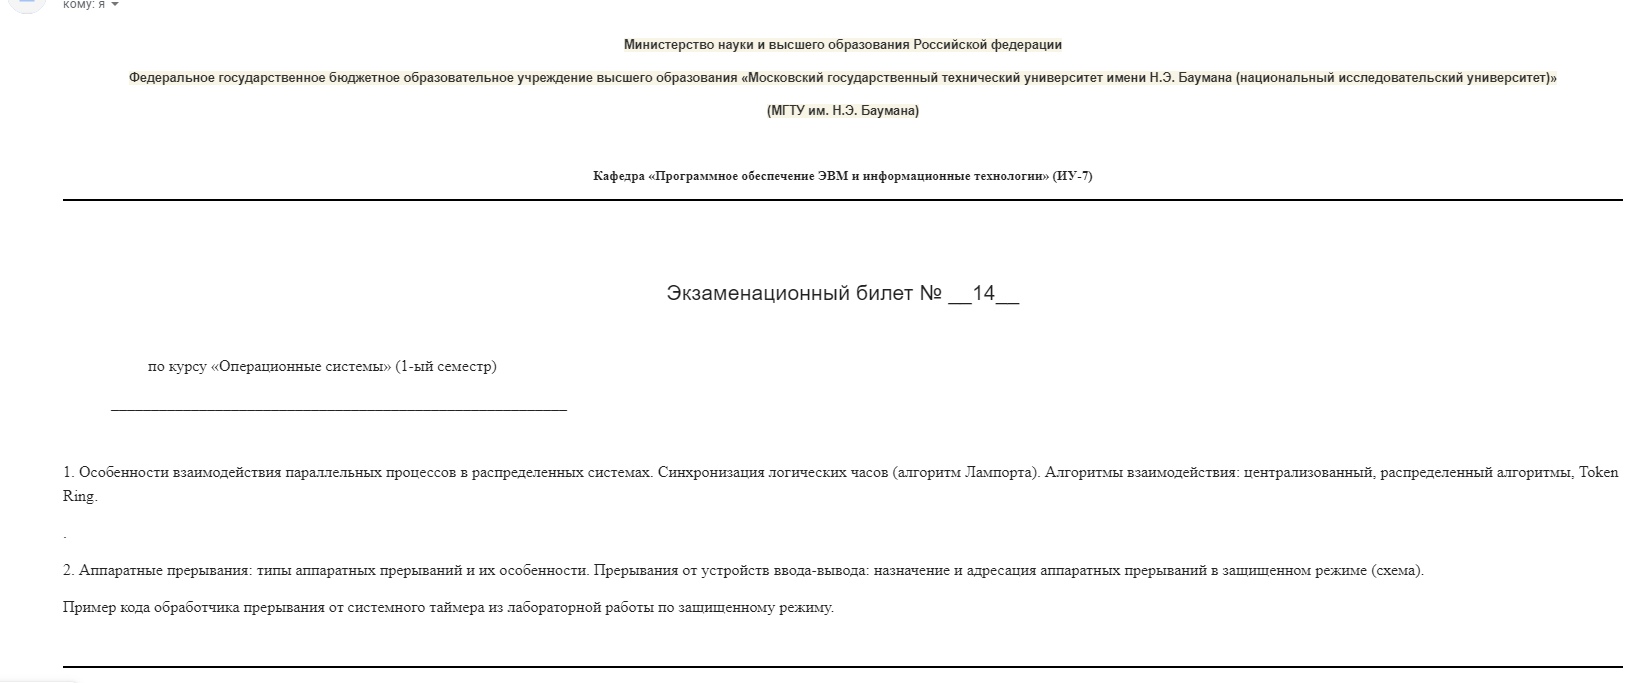 кому: я
Министерство науки и высшего образования Российской федерации
Федеральное государственное бюджетное образовательное учреждение высшего образования «Московский государственный технический университет имени Н.Э. Баумана (национальный исследовательский университет)»
(МГТУ им. Н.Э. Баумана)
Кафедра «Программное обеспечение ЭВМ и информационные технологии» (ИУ-7)
Экзаменационный билет № __14__
по курсу «Операционные системы» (1-ый семестр)
_________________________________________________________
1. Особенности взаимодействия параллельных процессов в распределенных системах. Синхронизация логических часов (алгоритм Лампорта). Алгоритмы взаимодействия: централизованный, распределенный алгоритмы, Token
Ring.
.
2. Аппаратные прерывания: типы аппаратных прерываний и их особенности. Прерывания от устройств ввода-вывода: назначение и адресация аппаратных прерываний в защищенном режиме (схема).
Пример кода обработчика прерывания от системного таймера из лабораторной работы по защищенному режиму.